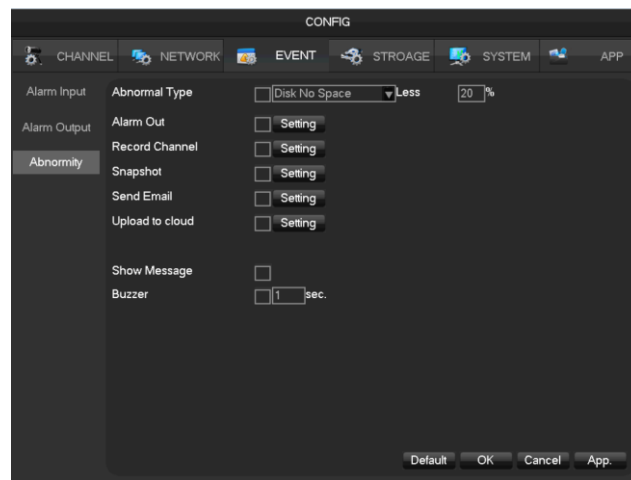 CONFIG
CHANNEL NETWORK EVENT STROAGE SYSTEM APP
Alarm Input
Alarm Output
Abnormity
Abnormal Type Disk No Space Less 20 %
Alarm Out Setting
Record Channel Setting
Snapshot Setting
Send Email Setting
Upload to cloud Setting
Show Message
Buzzer 1 sec.
Default OK Cancel App.